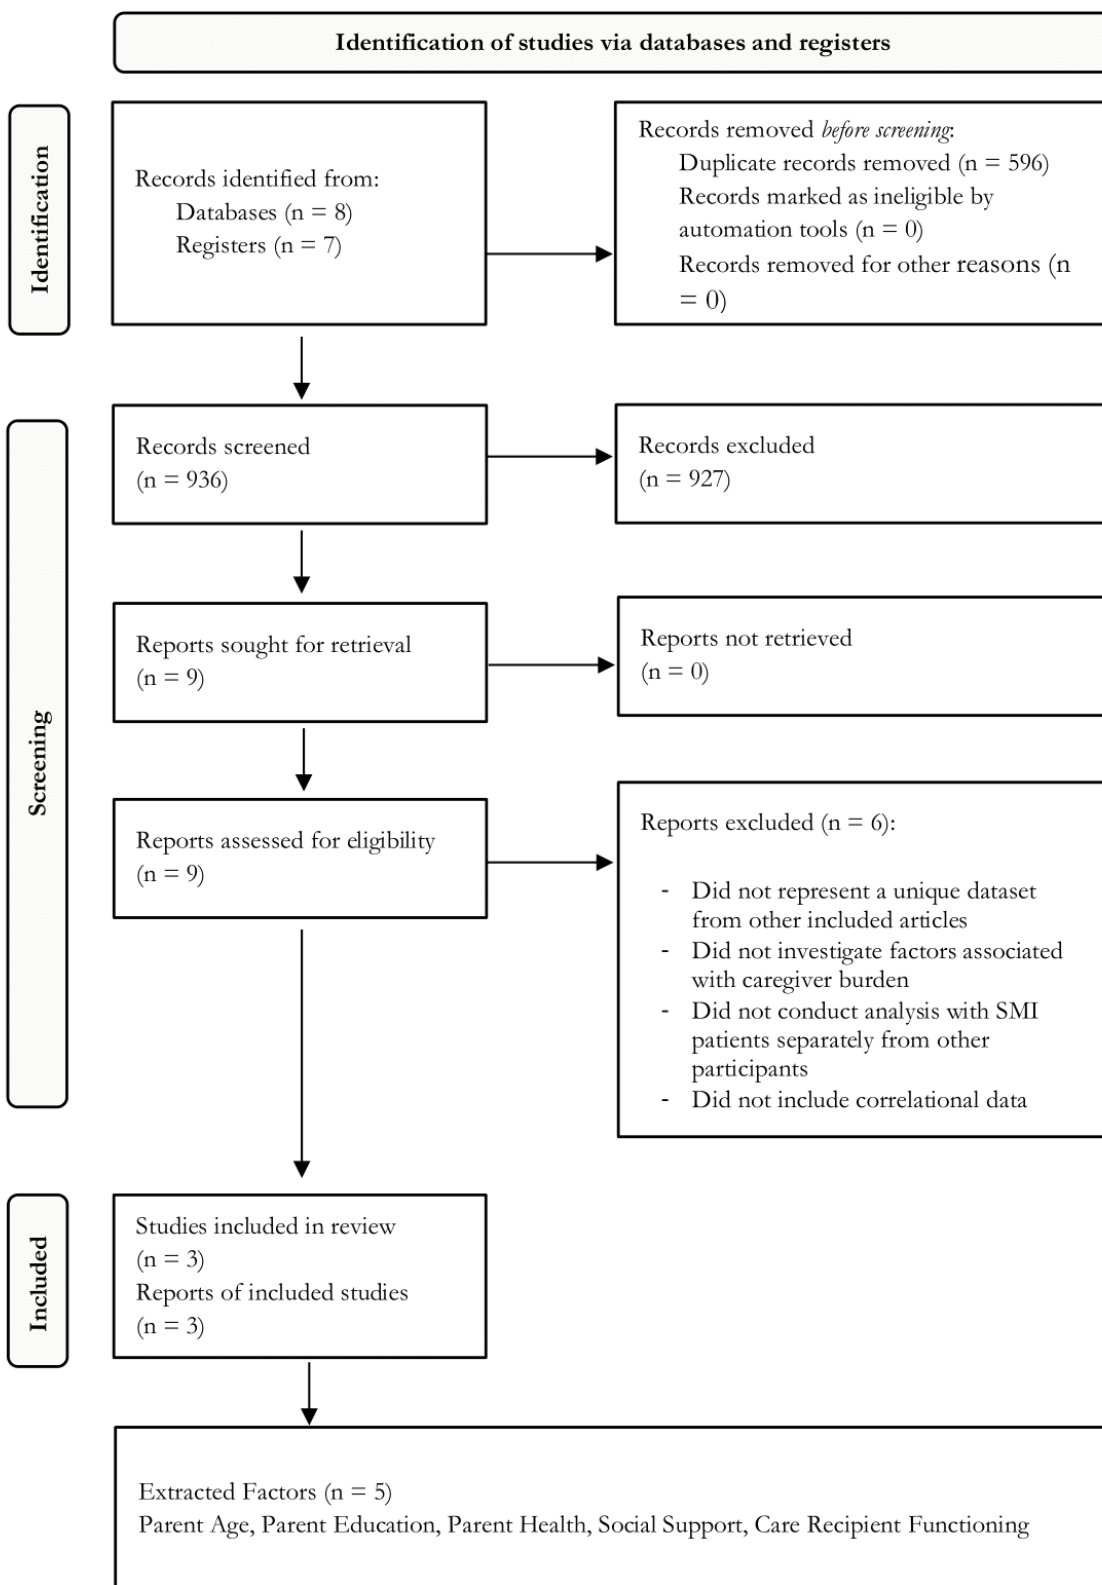 Identification of studies via databases and registers
Identification
Records identified from:
Databases (n = 8)
Registers (n = 7)
Records removed before screening:
Duplicate records removed (n = 596)
Records marked as ineligible by
automation tools (n = 0)
Records removed for other reasons (n
= 0)
Screening
Records screened
(n = 936)
Records excluded
(n = 927)
Reports sought for retrieval
(n = 9)
Reports not retrieved
(n = 0)
Reports assessed for eligibility
(n = 9)
Reports excluded (n = 6):
- Did not represent a unique dataset
from other included articles
- Did not investigate factors associated
with caregiver burden
- Did not conduct analysis with SMI
patients separately from other
participants
- Did not include correlational data
Included
Studies included in review
(n = 3)
Reports of included studies
(n = 3)
Extracted Factors (n = 5)
Parent Age, Parent Education, Parent Health, Social Support, Care Recipient Functioning